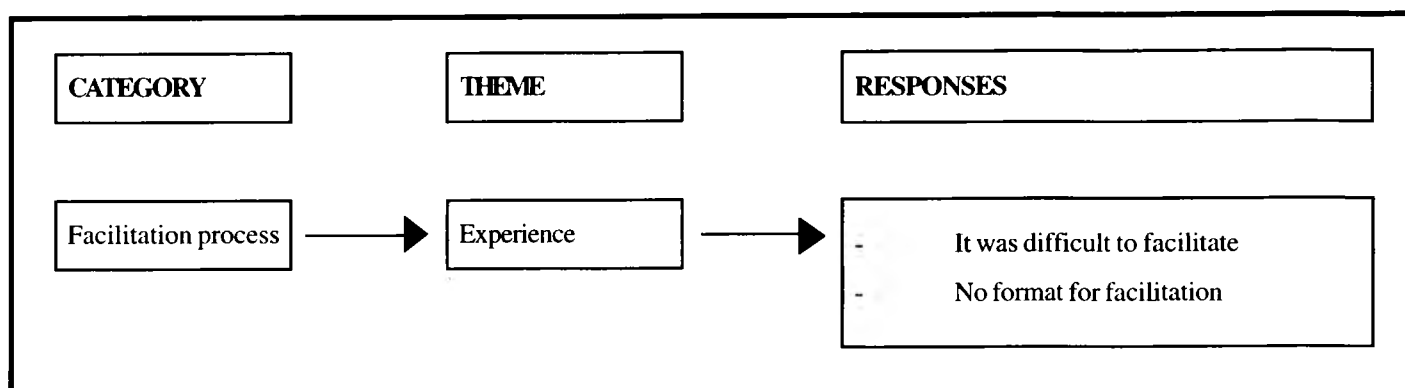 CATEGORY THEME RESPONSES
Facilitation process Experience - It was difficult to facilitate
- No format for facilitation